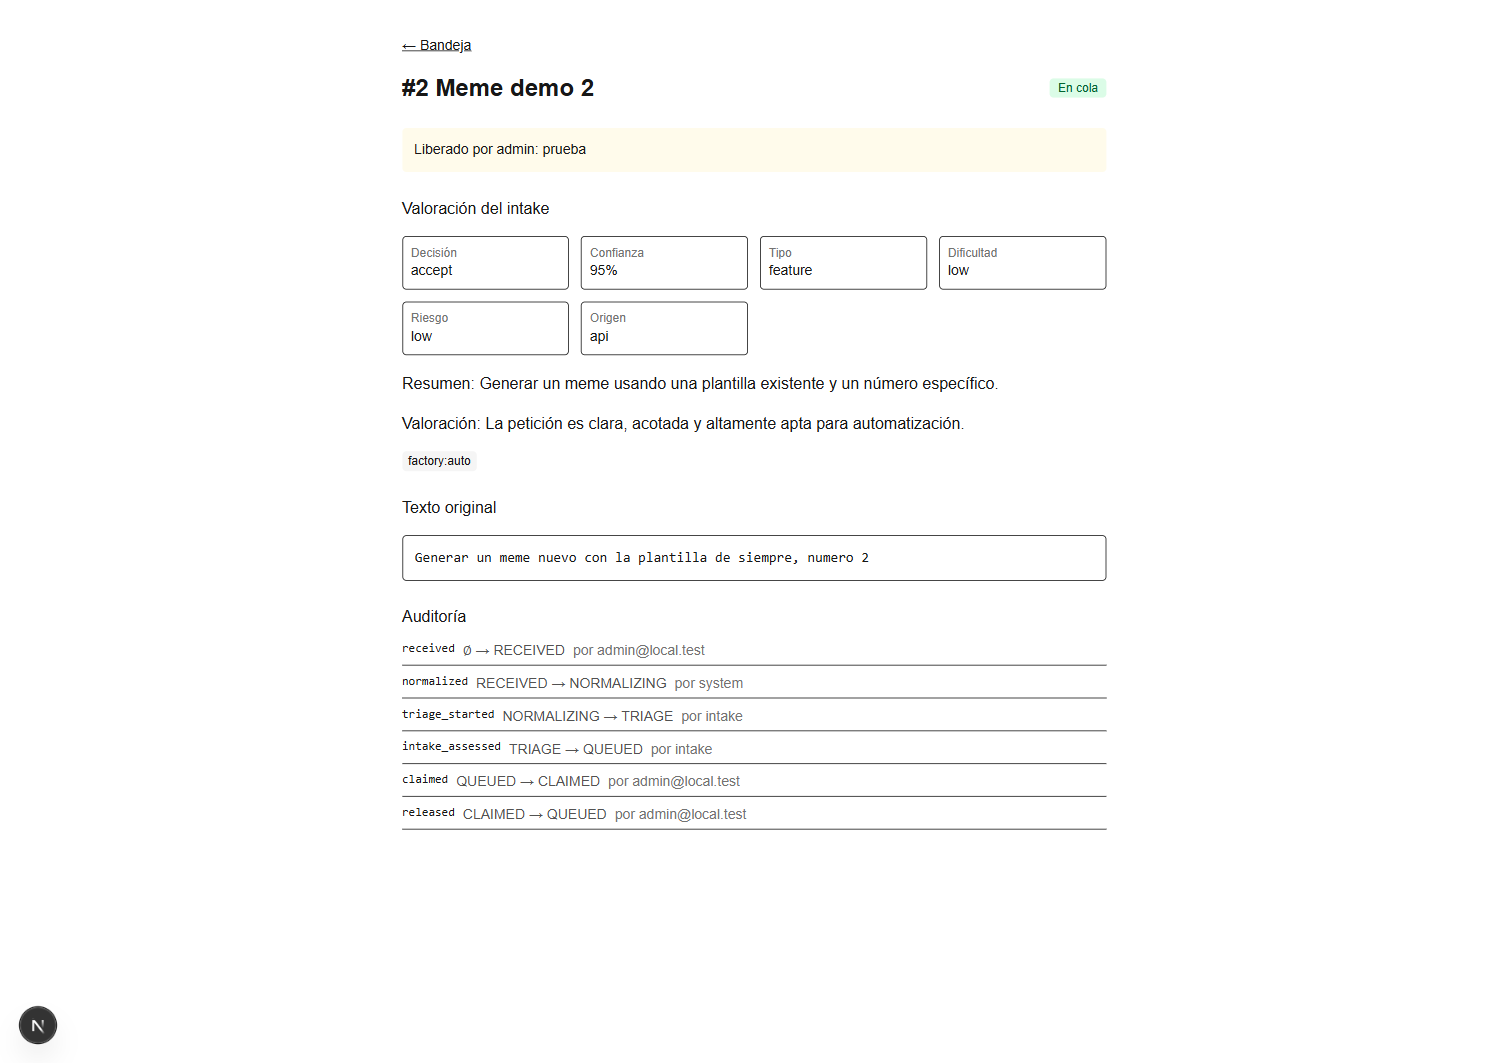 ← Bandeja
#2 Meme demo 2
En cola
Liberado por admin: prueba
Valoración del intake
Decisión
accept
Confianza
95%
Tipo
feature
Dificultad
low
Riesgo
low
Origen
api
Resumen: Generar un meme usando una plantilla existente y un número específico.
Valoración: La petición es clara, acotada y altamente apta para automatización.
factory:auto
Texto original
Generar un meme nuevo con la plantilla de siempre, numero 2
Auditoría
received Ø → RECEIVED por admin@local.test
normalized RECEIVED → NORMALIZING por system
triage_started NORMALIZING → TRIAGE por intake
intake_assessed TRIAGE → QUEUED por intake
claimed QUEUED → CLAIMED por admin@local.test
released CLAIMED → QUEUED por admin@local.test
N